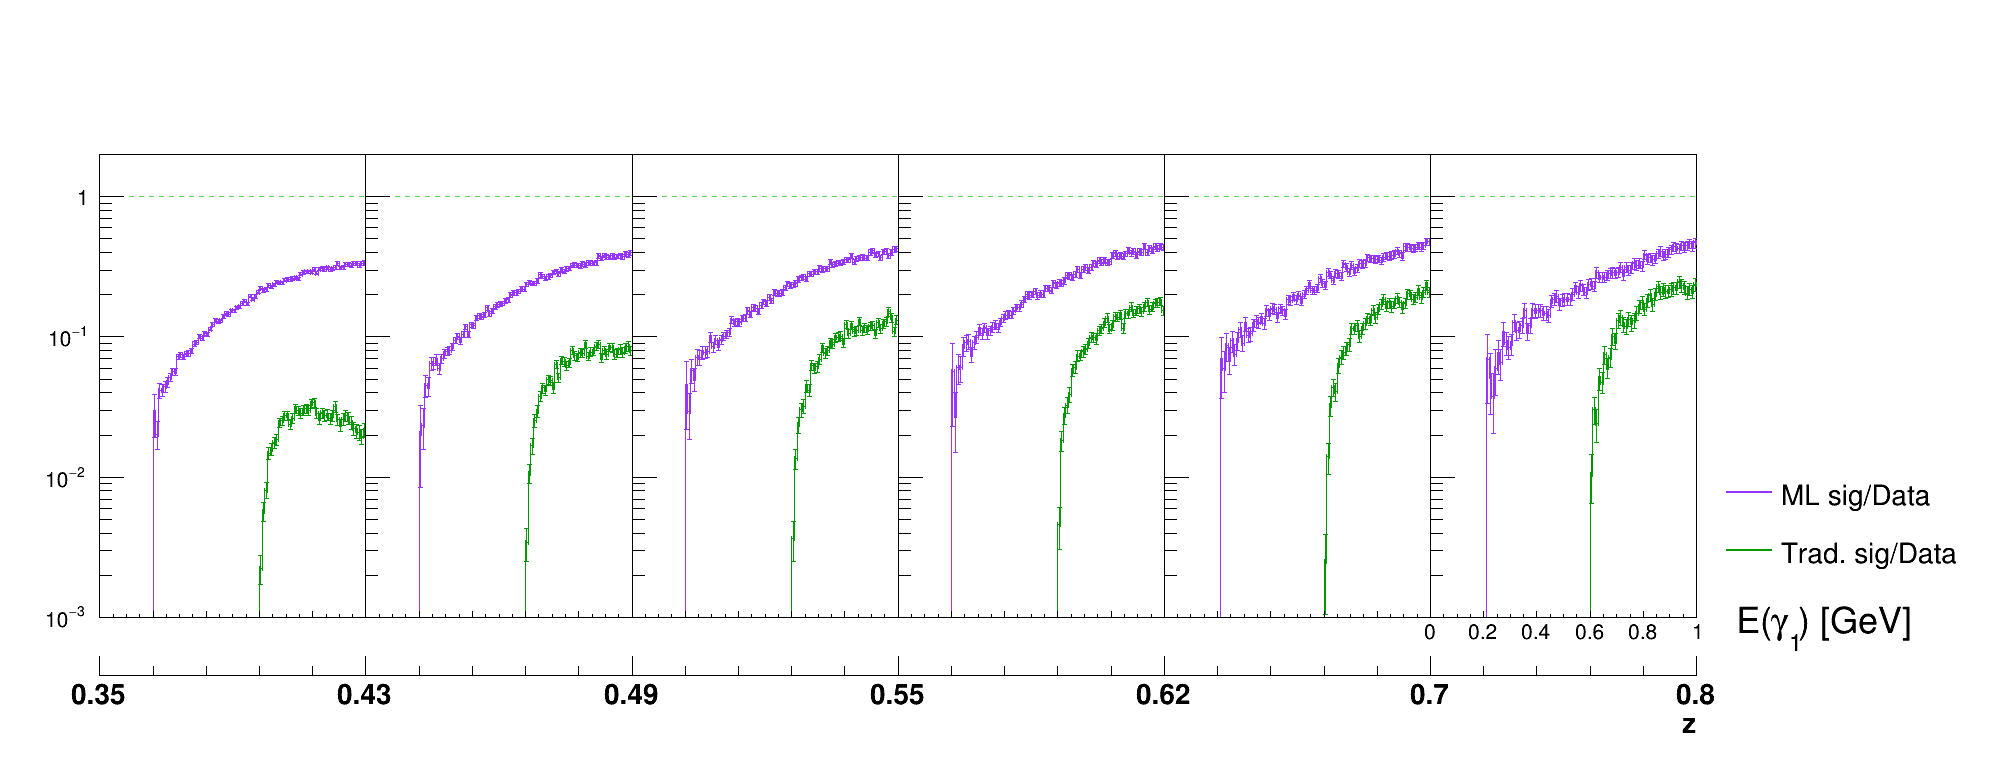 1
10−1
10−2
10−3
ML sig/Data
Trad. sig/Data
E(γ1) [GeV]
0 0.2 0.4 0.6 0.8 1
0.35 0.43 0.49 0.55 0.62 0.7 0.8
z